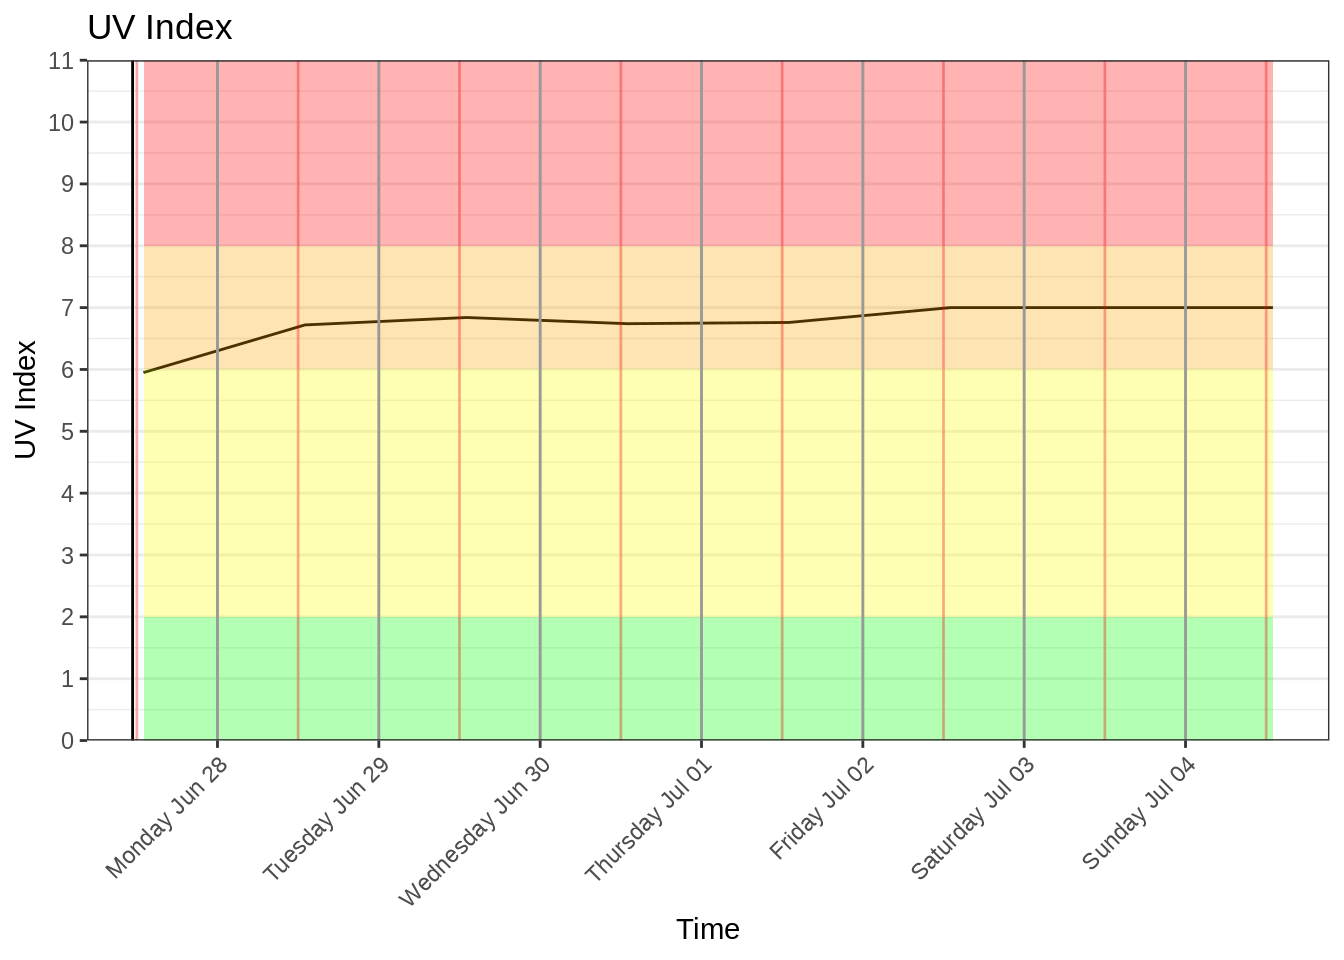 UV Index
11
10
9
8
7
6
5
4
3
2
1
0
UV Index
Monday Jun 28
Tuesday Jun 29
Wednesday Jun 30
Thursday Jul 01
Friday Jul 02
Saturday Jul 03
Sunday Jul 04
Time